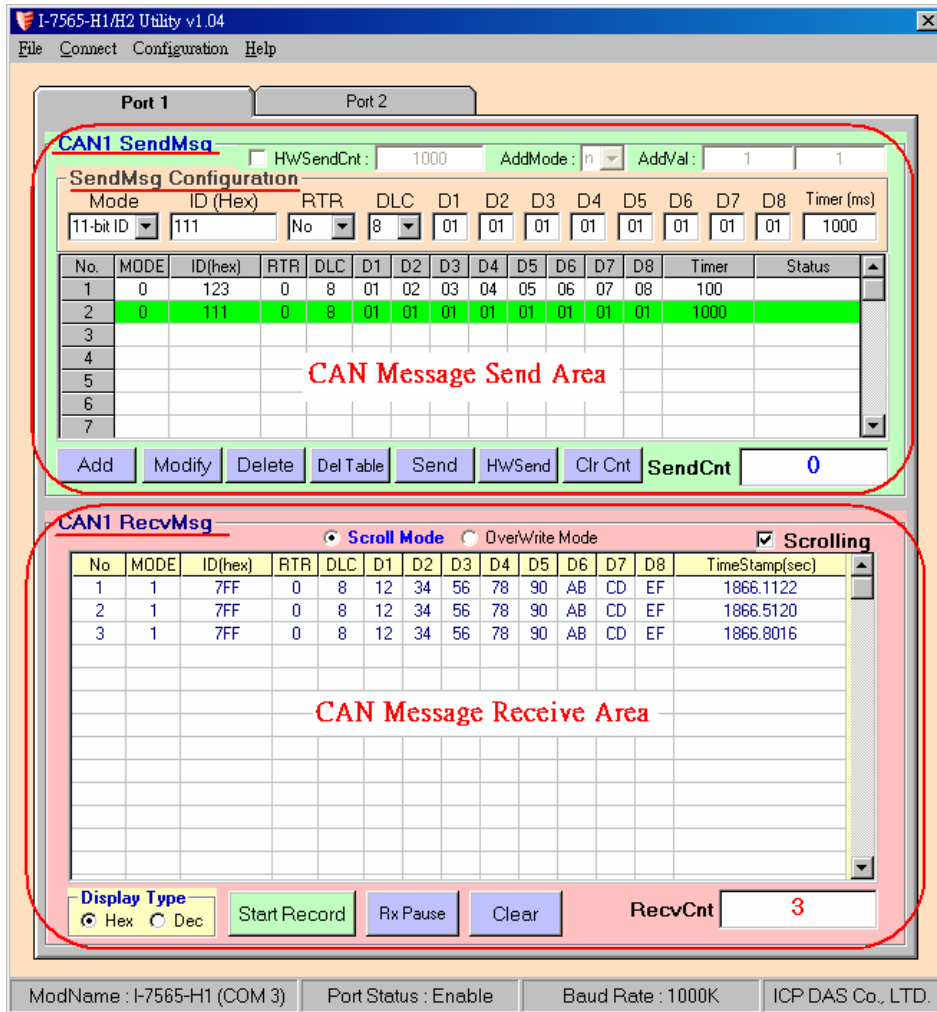 I-7565-H1/H2 Utility v1.04
File Connect Configuration Help
Port 1 Port 2
CAN1 SendMsg
HWSendCnt : 1000 AddMode : n AddVal : 1 1
SendMsg Configuration
Mode ID (Hex) RTR DLC D1 D2 D3 D4 D5 D6 D7 D8 Timer (ms)
11-bit ID 111 No 8 01 01 01 01 01 01 01 01 1000
No. MODE ID(hex) RTR DLC D1 D2 D3 D4 D5 D6 D7 D8 Timer Status
1 0 123 0 8 01 02 03 04 05 06 07 08 100
2 0 111 0 8 01 01 01 01 01 01 01 01 1000
3
4
CAN Message Send Area
5
6
7
Add Modify Delete Del Table Send HWSend Clr Cnt SendCnt 0
CAN1 RecvMsg
Scroll Mode OverWrite Mode Scrolling
No MODE ID(hex) RTR DLC D1 D2 D3 D4 D5 D6 D7 D8 TimeStamp(sec)
1 1 7FF 0 8 12 34 56 78 90 AB CD EF 1866.1122
2 1 7FF 0 8 12 34 56 78 90 AB CD EF 1866.5120
3 1 7FF 0 8 12 34 56 78 90 AB CD EF 1866.8016
CAN Message Receive Area
Display Type
Hex Dec
Start Record Rx Pause Clear RecvCnt 3
ModName : I-7565-H1 (COM 3) Port Status : Enable Baud Rate : 1000K ICP DAS Co., LTD.